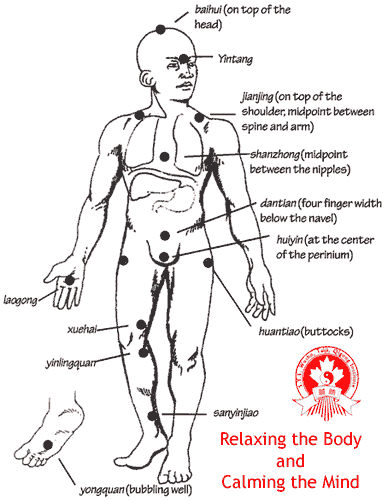 baihui (on top of the
head)
Yintang
jianjing (on top of the
shoulder, midpoint between
spine and arm)
shanzhong (midpoint
between the nipples)
dantian (four finger width
below the navel)
huiyin (at the center
of the perinium)
laogong
huantiao (buttocks)
xuehai
yinlingquan
sanyinjiao
yongquan (bubbling well)
Relaxing the Body
and
Calming the Mind